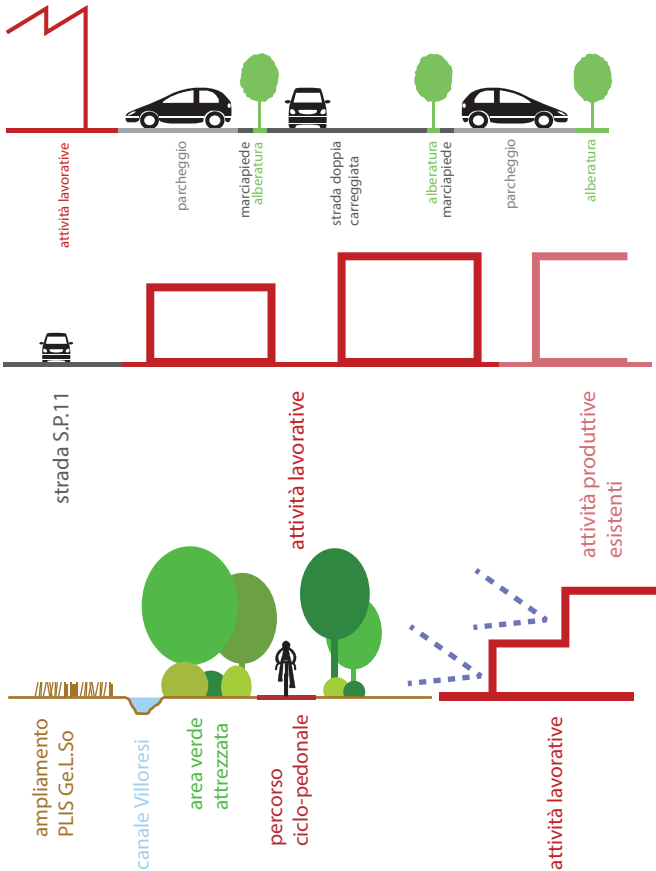 attività lavorative
parcheggio
marciapiede
alberatura
strada doppia
carreggiata
alberatura
marciapiede
parcheggio
alberatura
strada S.P.11
attività lavorative
attività produttive
esistenti
ampliamento
PLIS Ge.L.So
canale Villoresi
area verde
attrezzata
percorso
ciclo-pedonale
attività lavorative